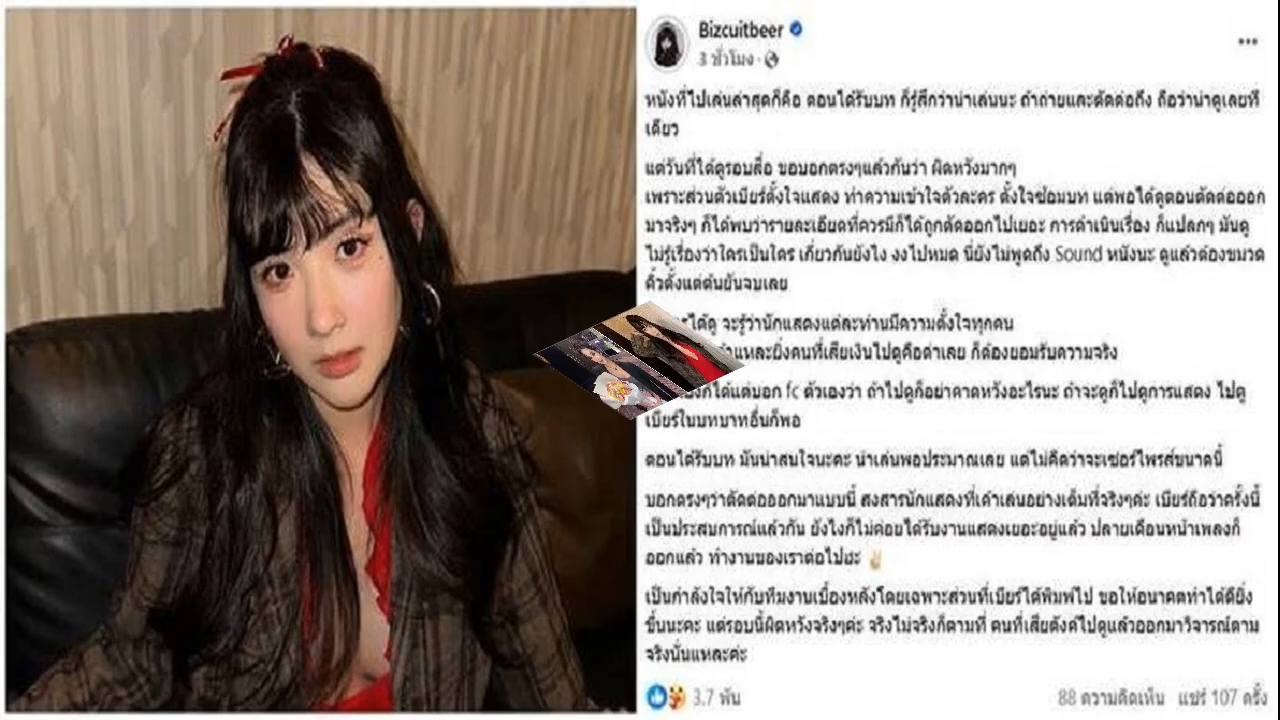 Bizcuitbeer
3 ชั่วโมง ·
หนังที่ไปเล่นล่าสุดก็คือ ตอนได้รับบท ก็รู้สึกว่าน่าเล่นนะ ถ้าถ่ายและตัดต่อถึง ถือว่าน่าดูเลยที
เดียว
แต่วันที่ได้ดูรอบสื่อ ขอบอกตรงๆแล้วกันว่า ผิดหวังมากๆ
เพราะส่วนตัวเบียร์ตั้งใจแสดง ทำความเข้าใจตัวละคร ตั้งใจซ้อมบท แต่พอได้ดูตอนตัดต่อออก
มาจริงๆ ก็ได้พบว่ารายละเอียดที่ควรมีก็ได้ถูกตัดออกไปเยอะ การดำเนินเรื่อง ก็แปลกๆ มันดู
ไม่รู้เรื่องว่าใครเป็นใคร เกี่ยวกันยังไง งงไปหมด นี่ยังไม่พูดถึง Sound หนังนะ ดูแล้วต้องขมวด
คิ้วตั้งแต่ต้นยันจบเลย
ได้ดู จะรู้ว่านักแสดงแต่ละท่านมีความตั้งใจทุกคน
แหละยิ่งคนที่เสียเงินไปดูคือด่าเลย ก็ต้องยอมรับความจริง
ก็ได้แต่บอก fc ตัวเองว่า ถ้าไปดูก็อย่าคาดหวังอะไรนะ ถ้าจะดูก็ไปดูการแสดง ไปดู
เบียร์ในบทบาทอื่นก็พอ
ตอนได้รับบท มันน่าสนใจนะคะ น่าเล่นพอประมาณเลย แต่ไม่คิดว่าจะเซอร์ไพรส์ขนาดนี้
บอกตรงๆว่าตัดต่อออกมาแบบนี้ สงสารนักแสดงที่เค้าเล่นอย่างเต็มที่จริงๆค่ะ เบียร์ถือว่าครั้งนี้
เป็นประสบการณ์แล้วกัน ยังไงก็ไม่ค่อยได้รับงานแสดงเยอะอยู่แล้ว ปลายเดือนหน้าเพลงก็
ออกแล้ว ทำงานของเราต่อไปฮะ ✌🏻
เป็นกำลังใจให้กับทีมงานเบื้องหลังโดยเฉพาะส่วนที่เบียร์ได้พิมพ์ไป ขอให้อนาคตทำได้ดียิ่ง
ขึ้นนะคะ แต่รอบนี้ผิดหวังจริงๆค่ะ จริงไม่จริงก็ตามที่ คนที่เสียตังค์ไปดูแล้วออกมาวิจารณ์ตาม
จริงนั่นแหละค่ะ
3.7 พัน
88 ความคิดเห็น แชร์ 107 ครั้ง